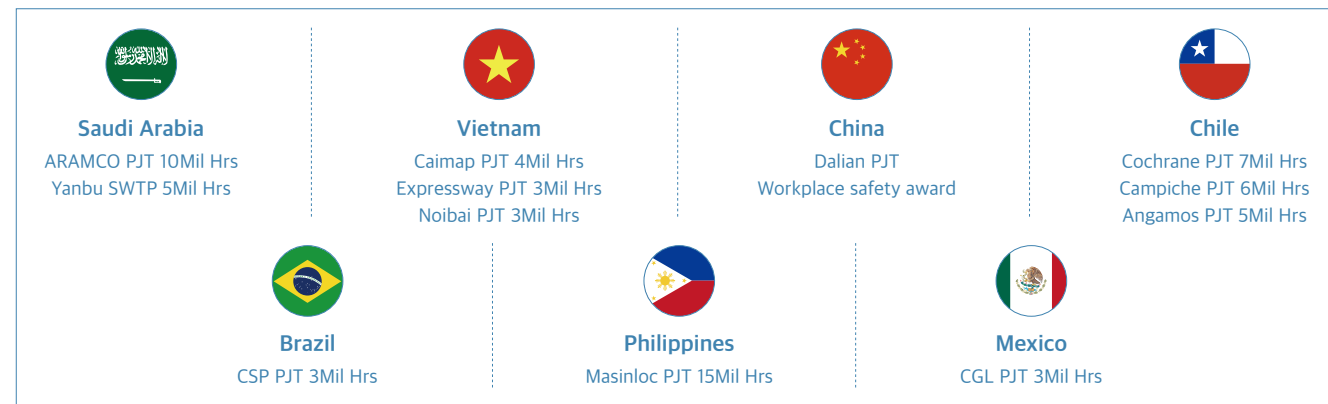 Saudi Arabia
ARAMCO PJT 10Mil Hrs
Yanbu SWTP 5Mil Hrs
Vietnam
Caimap PJT 4Mil Hrs
Expressway PJT 3Mil Hrs
Noibai PJT 3Mil Hrs
China
Dalian PJT
Workplace safety award
Chile
Cochrane PJT 7Mil Hrs
Campiche PJT 6Mil Hrs
Angamos PJT 5Mil Hrs
Brazil
CSP PJT 3Mil Hrs
Philippines
Masinloc PJT 15Mil Hrs
Mexico
CGL PJT 3Mil Hrs